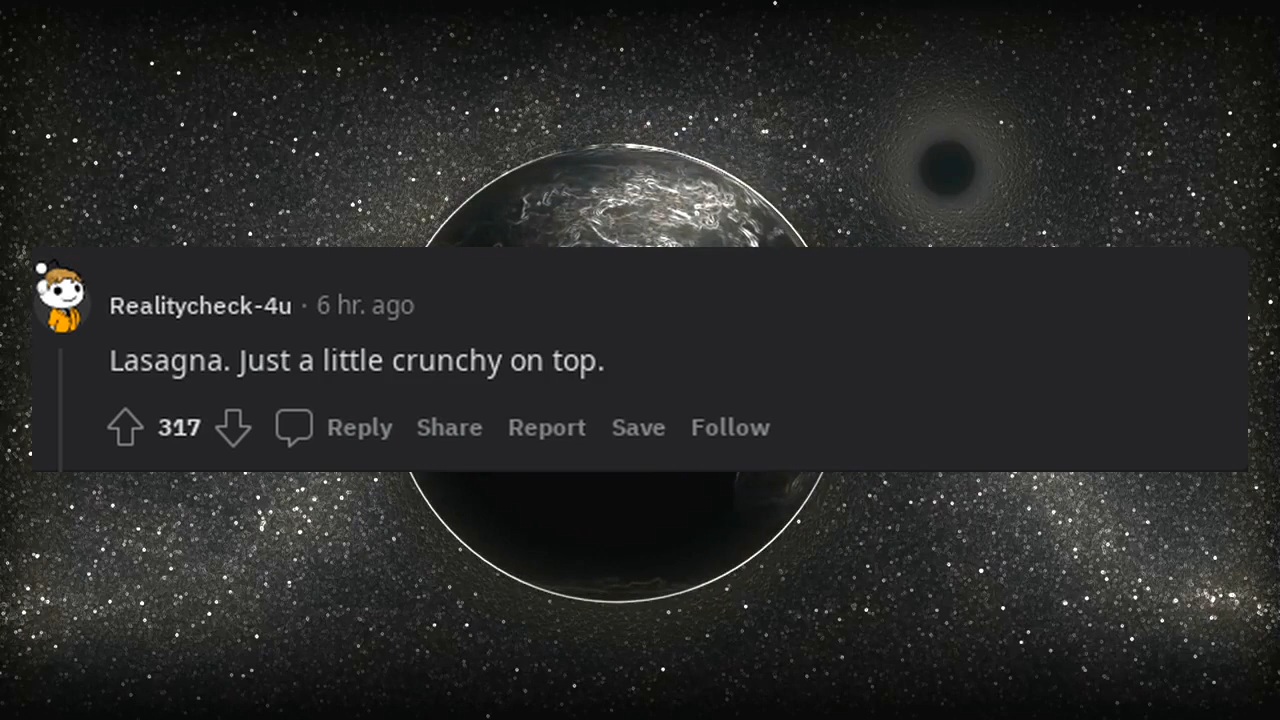 Realitycheck-4u · 6 hr. ago
Lasagna. Just a little crunchy on top.
317 Reply Share Report Save Follow